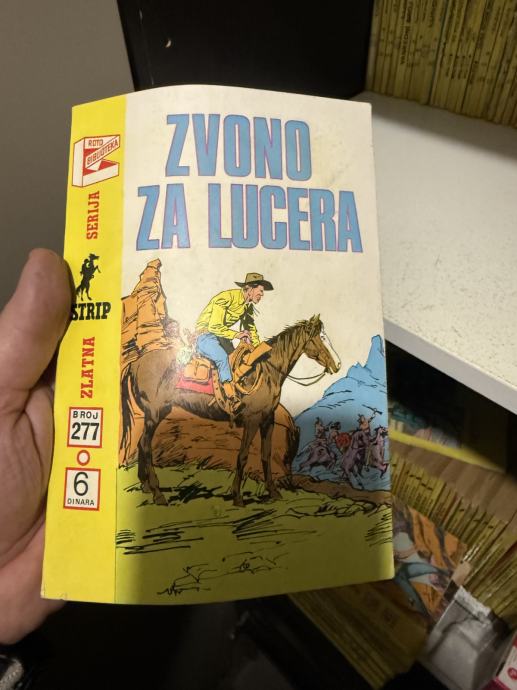 ZVONO
ZA LUCERA
ROTO
BIBLIOTEKA
ZLATNA STRIP SERIJA
BROJ
277
6
DINARA